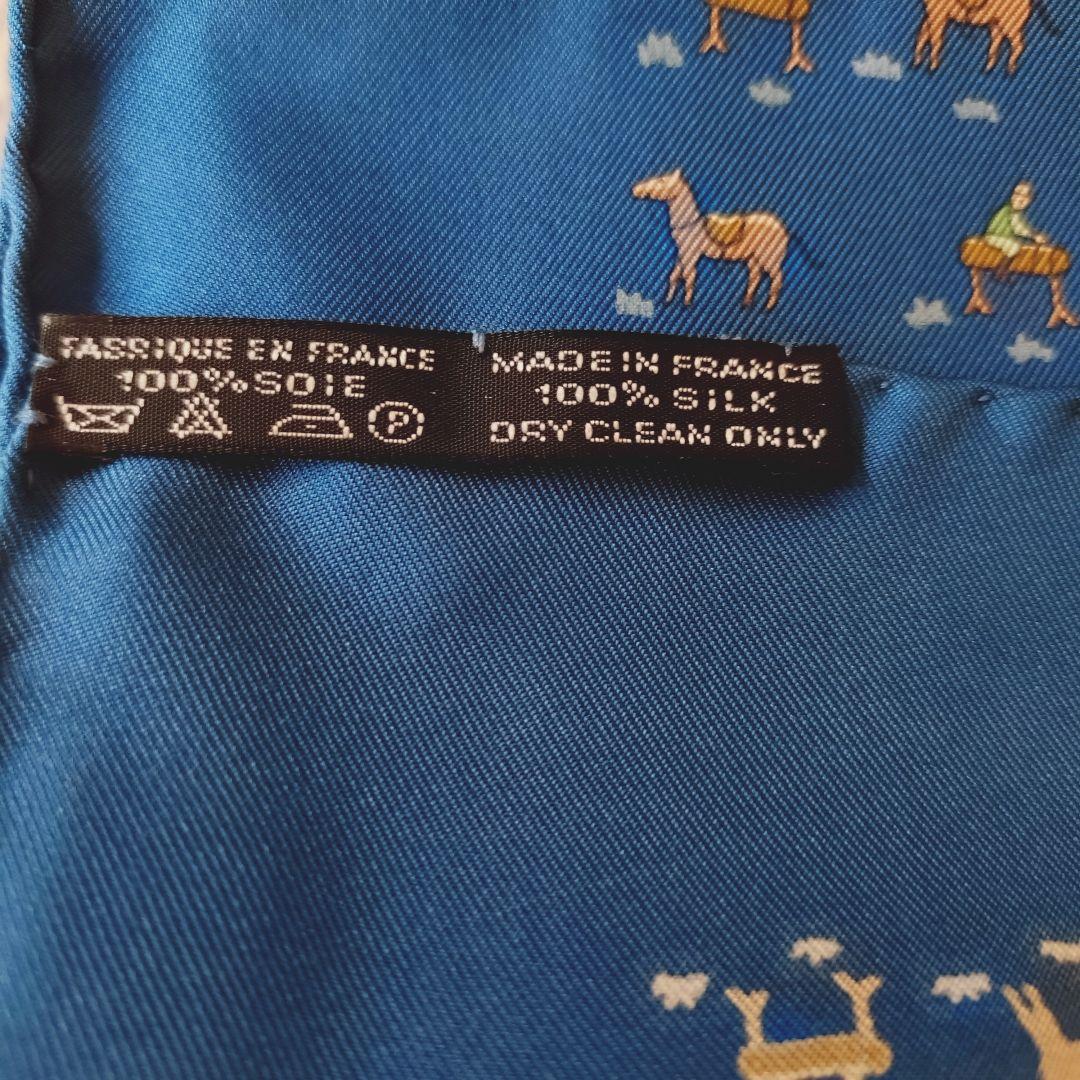 FABRIQUE EN FRANCE
100% SOIE
P
MADE IN FRANCE
100% SILK
DRY CLEAN ONLY